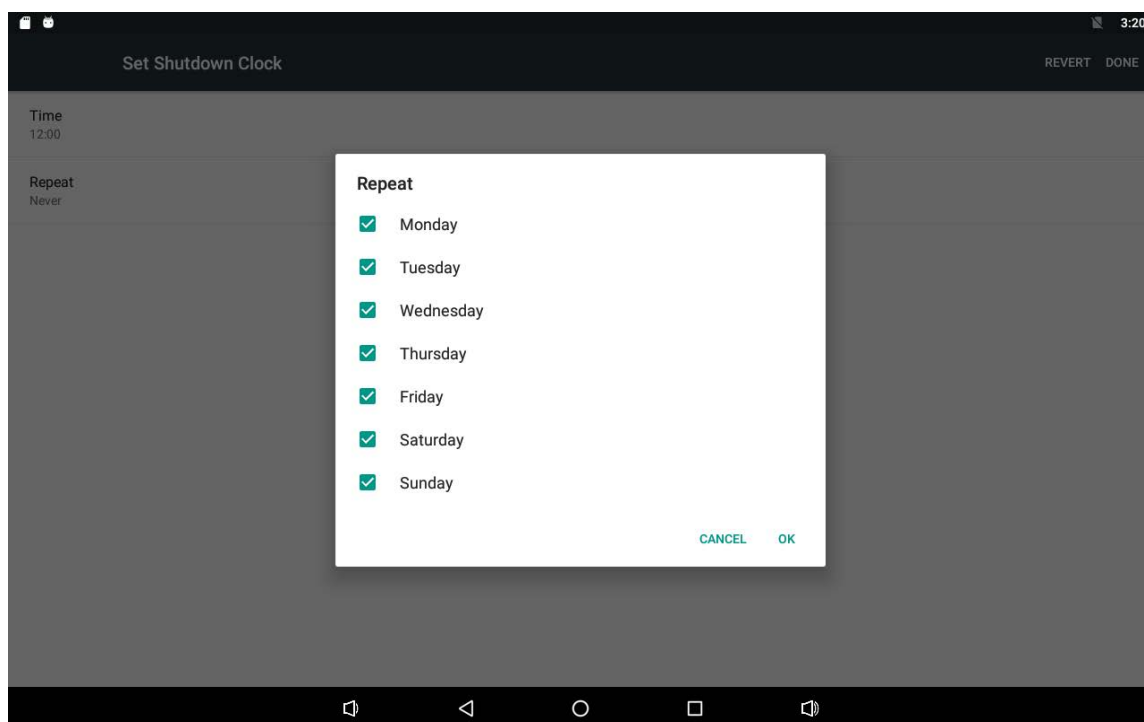 3:20
Set Shutdown Clock
REVERT DONE
Time
12:00
Repeat
Never
Repeat
Monday
Tuesday
Wednesday
Thursday
Friday
Saturday
Sunday
CANCEL OK